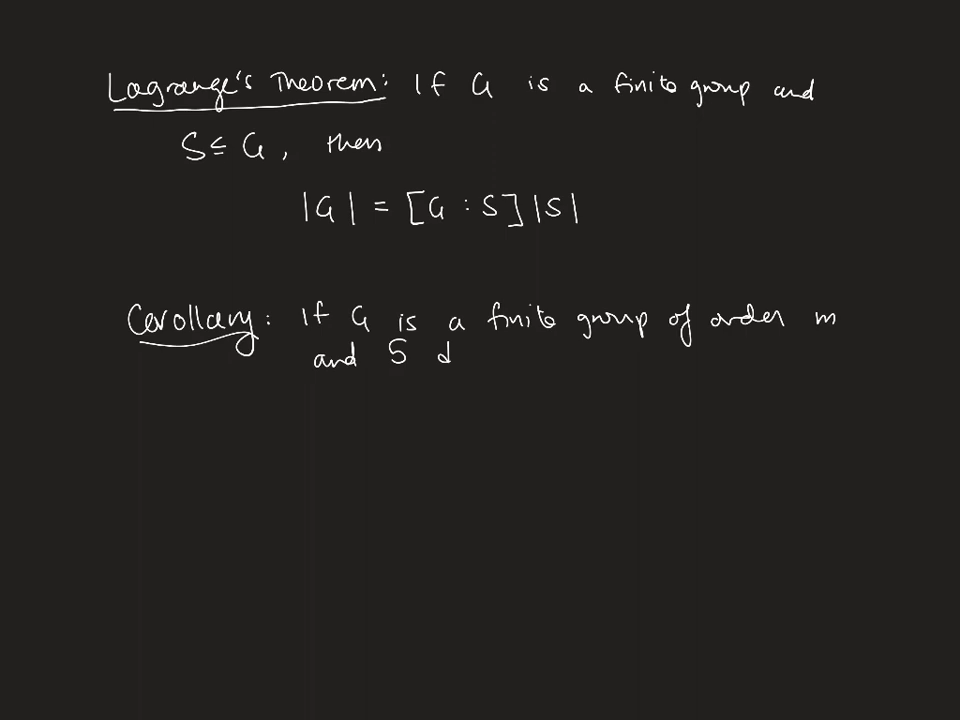 Lagrange's Theorem: If G is a finite group and
S ≤ G, then
|G| = [G : S] |S|
Corollary: If G is a finite group of order m
and S d